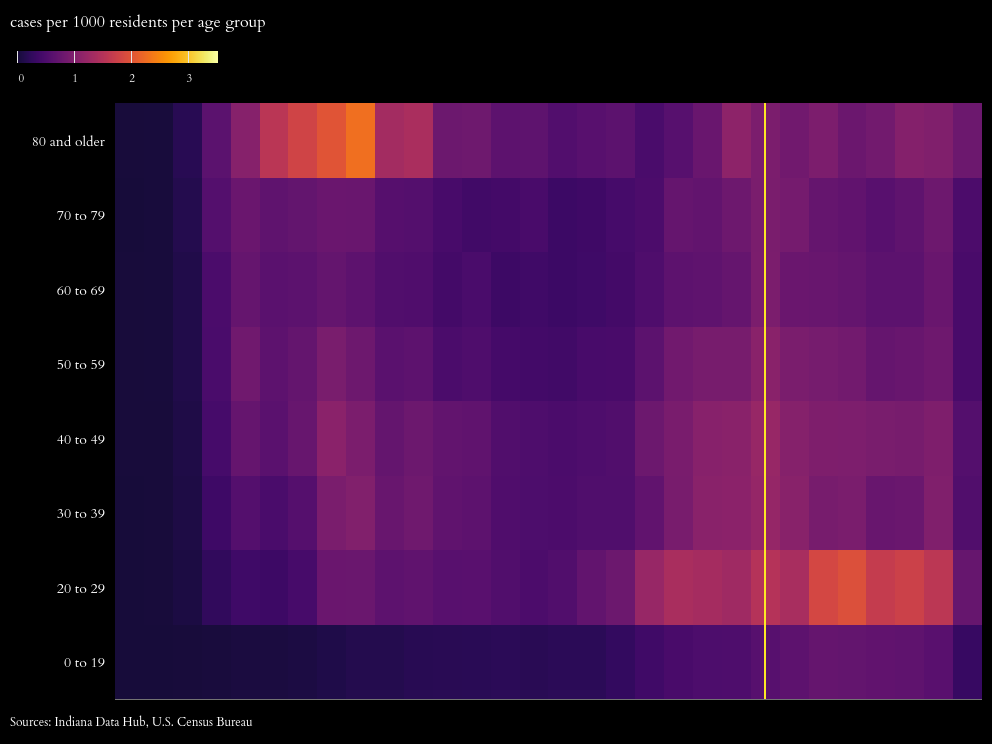 cases per 1000 residents per age group
0 1 2 3
80 and older
70 to 79
60 to 69
50 to 59
40 to 49
30 to 39
20 to 29
0 to 19
Sources: Indiana Data Hub, U.S. Census Bureau